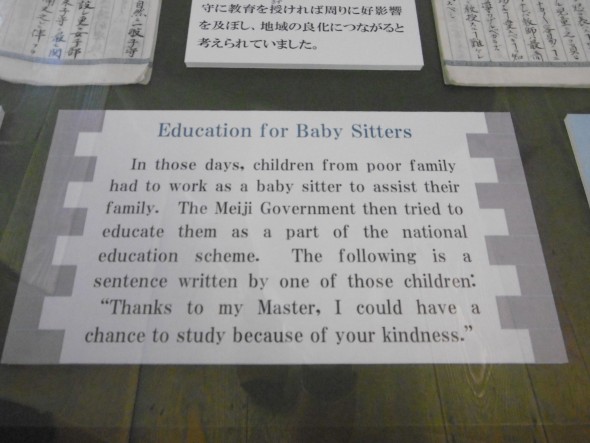 守に教育を授ければ周りに好影響
を及ぼし、地域の良化につながると
考えられていました。
Education for Baby Sitters
In those days, children from poor family
had to work as a baby sitter to assist their
family. The Meiji Government then tried to
educate them as a part of the national
education scheme. The following is a
sentence written by one of those children:
“Thanks to my Master, I could have a
chance to study because of your kindness.”